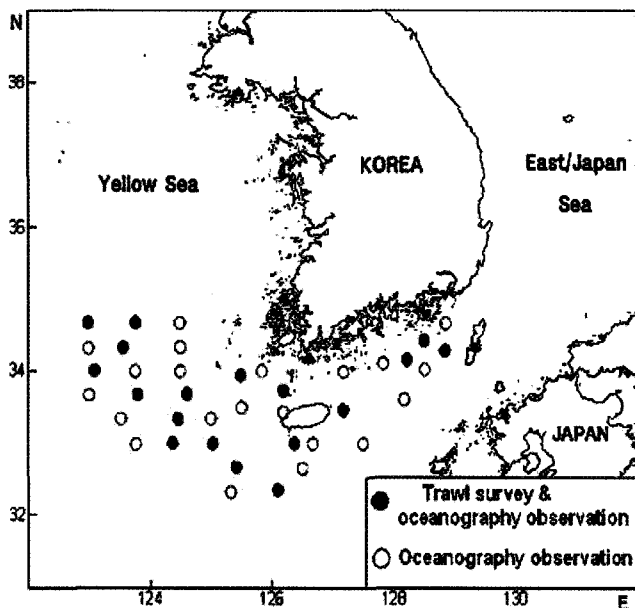 N
38
Yellow Sea
KOREA
East/Japan
Sea
36
34
JAPAN
32
Trawl survey &
oceanography observation
Oceanography observation
124
126
128
130
E